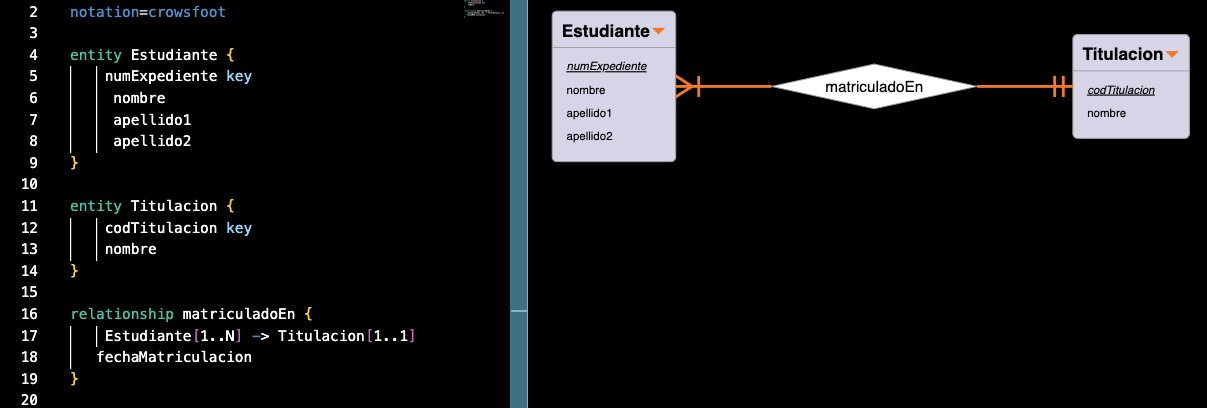 2 notation=crowsfoot
3
4 entity Estudiante {
5 numExpediente key
6 nombre
7 apellido1
8 apellido2
9 }
10
11 entity Titulacion {
12 codTitulacion key
13 nombre
14 }
15
16 relationship matriculadoEn {
17 Estudiante[1..N] -> Titulacion[1..1]
18 fechaMatriculacion
19 }
20
Estudiante
numExpediente
nombre
apellido1
apellido2
matriculadoEn
Titulacion
codTitulacion
nombre